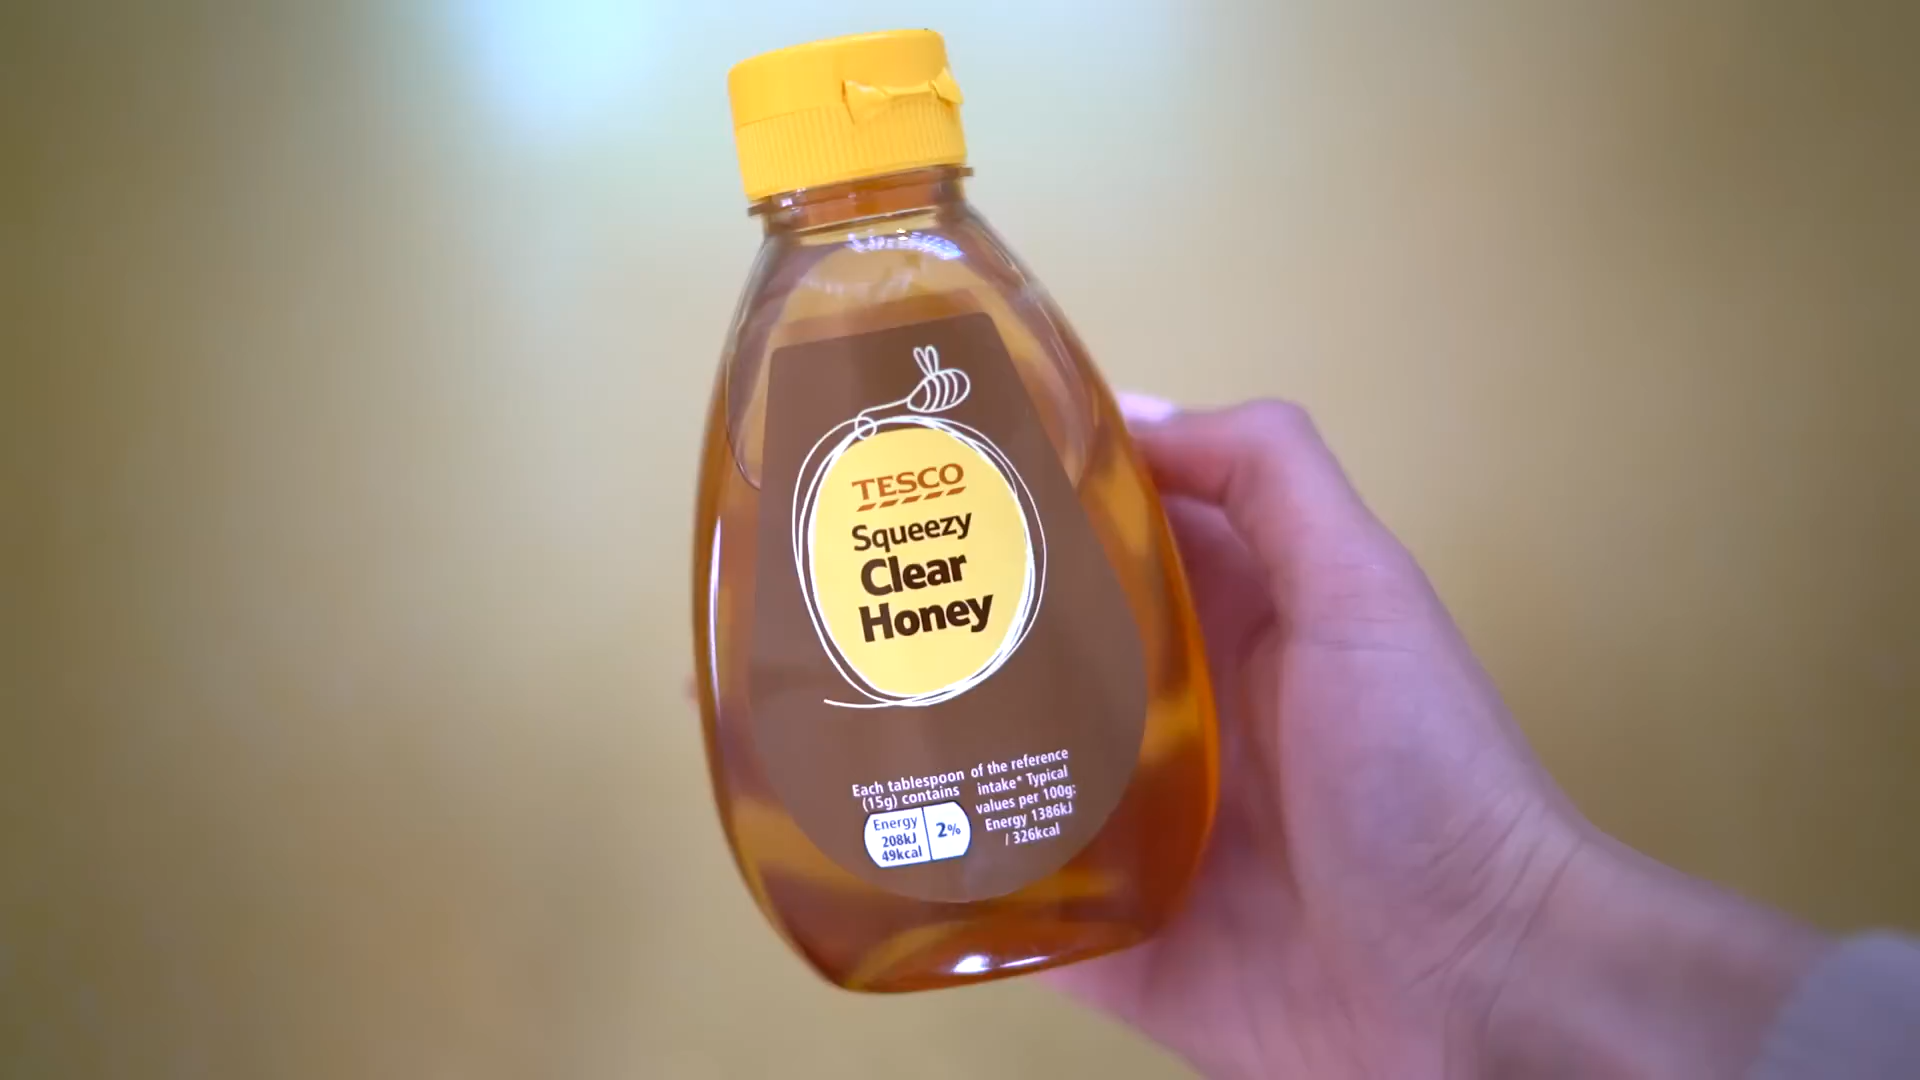 TESCO
Squeezy
Clear
Honey
Each tablespoon
(15g) contains
Energy
208kJ
49kcal
2%
of the reference
intake* Typical
values per 100g:
Energy 1386kJ
/ 326kcal